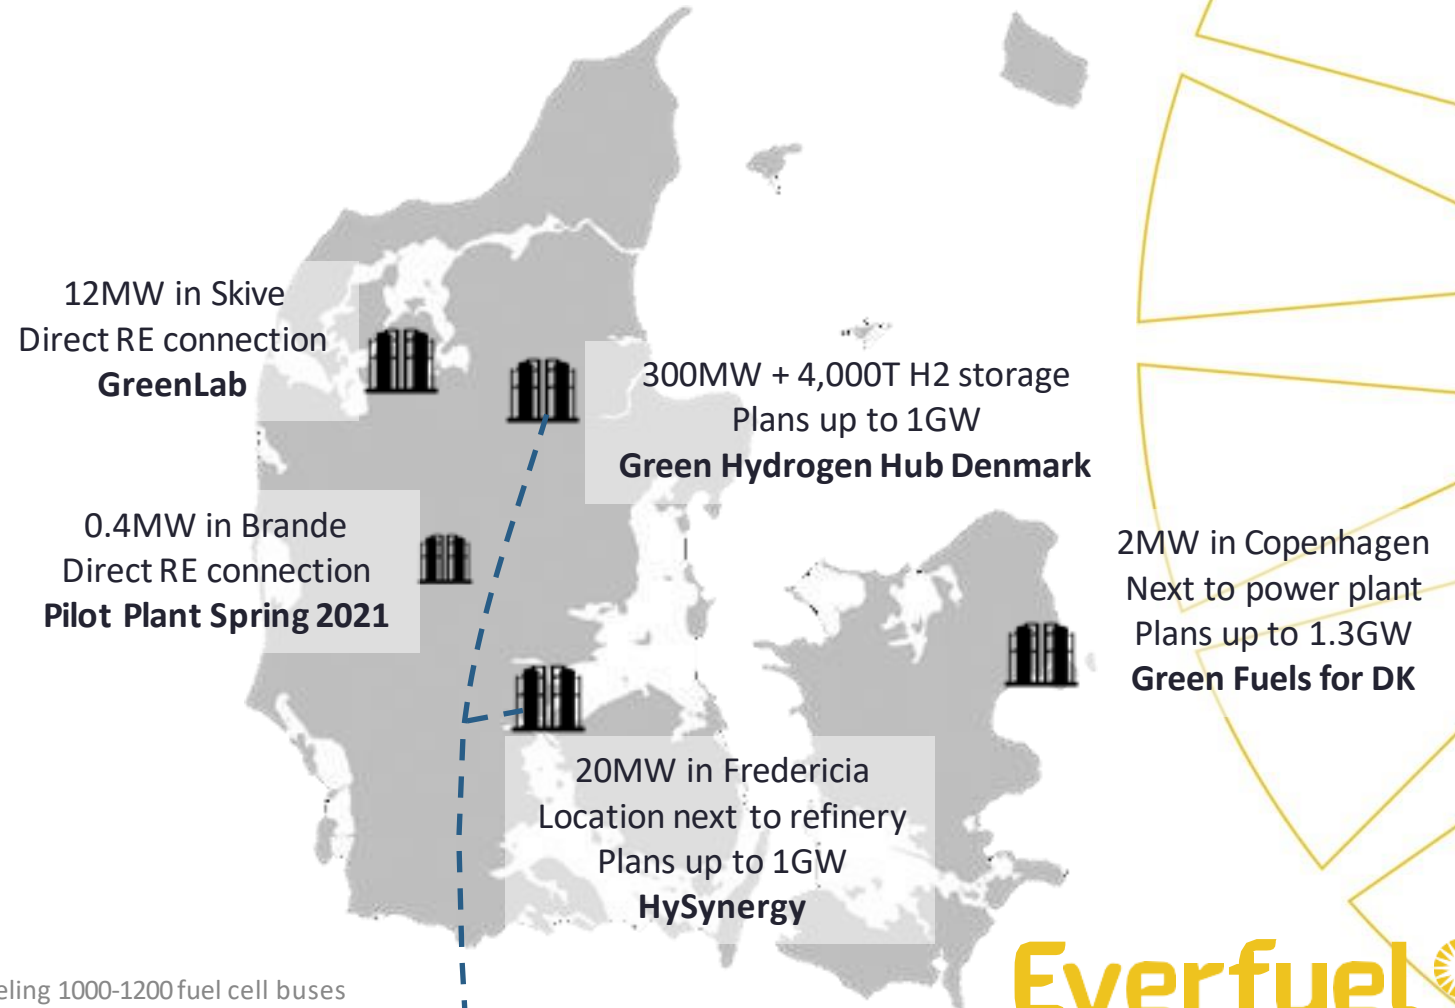 12MW in Skive
Direct RE connection
GreenLab
300MW + 4,000T H2 storage
Plans up to 1GW
Green Hydrogen Hub Denmark
0.4MW in Brande
Direct RE connection
Pilot Plant Spring 2021
2MW in Copenhagen
Next to power plant
Plans up to 1.3GW
Green Fuels for DK
20MW in Fredericia
Location next to refinery
Plans up to 1GW
HySynergy
1000-1200 fuel cell buses
Everfuel